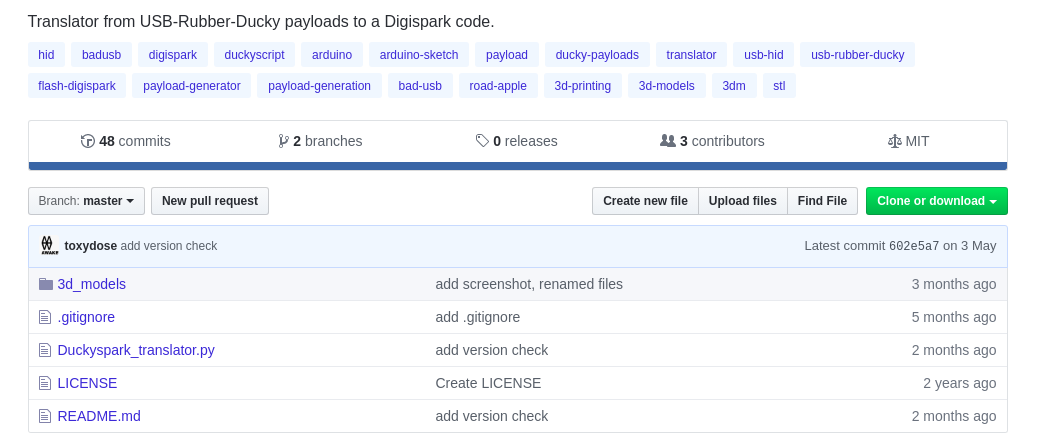 Translator from USB-Rubber-Ducky payloads to a Digispark code.
hid badusb digispark duckyscript arduino arduino-sketch payload ducky-payloads translator usb-hid usb-rubber-ducky
flash-digispark payload-generator payload-generation bad-usb road-apple 3d-printing 3d-models 3dm stl
48 commits 2 branches 0 releases 3 contributors MIT
Branch: master New pull request Create new file Upload files Find File Clone or download
AWAKE toxydose add version check Latest commit 602e5a7 on 3 May
3d_models add screenshot, renamed files 3 months ago
.gitignore add .gitignore 5 months ago
Duckyspark_translator.py add version check 2 months ago
LICENSE Create LICENSE 2 years ago
README.md add version check 2 months ago